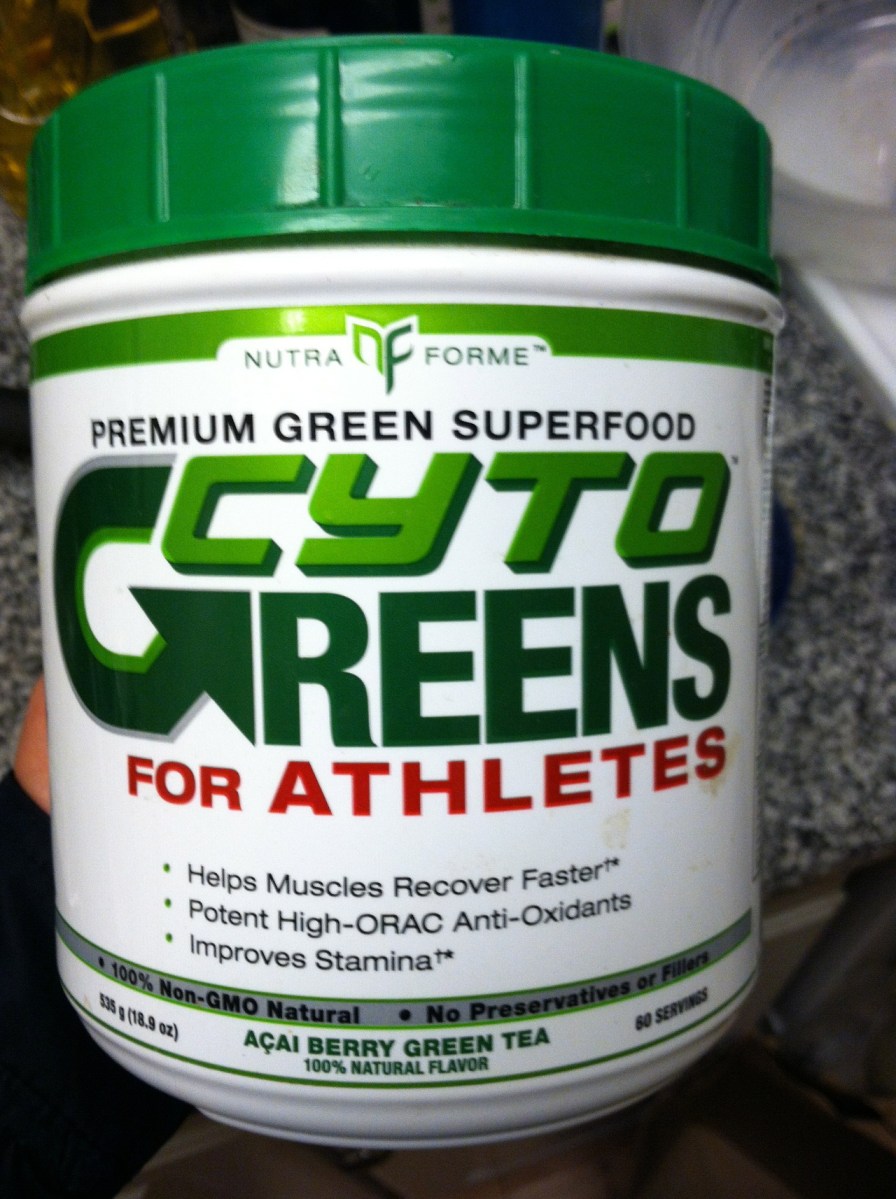 NUTRA NF FORME™
PREMIUM GREEN SUPERFOOD
CYTO™
GREENS
FOR ATHLETES
• Helps Muscles Recover Faster†*
• Potent High-ORAC Anti-Oxidants
• Improves Stamina†*
• 100% Non-GMO Natural • No Preservatives or Fillers
535 g (18.9 oz)
AÇAI BERRY GREEN TEA
60 SERVINGS
100% NATURAL FLAVOR